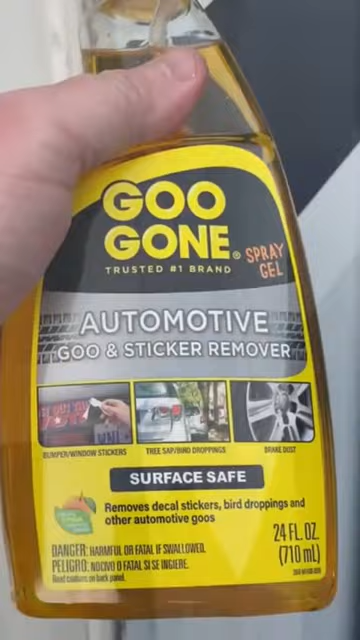 GOO
GONE®
TRUSTED #1 BRAND
SPRAY
GEL
AUTOMOTIVE
GOO & STICKER REMOVER
BUMPER/WINDOW STICKERS
TREE SAP/BIRD DROPPINGS
BRAKE DUST
SURFACE SAFE
Removes decal stickers, bird droppings and
other automotive goos
DANGER: HARMFUL OR FATAL IF SWALLOWED.
PELIGRO: NOCIVO O FATAL SI SE INGIERE.
Read cautions on back panel.
24 FL. OZ.
(710 mL)